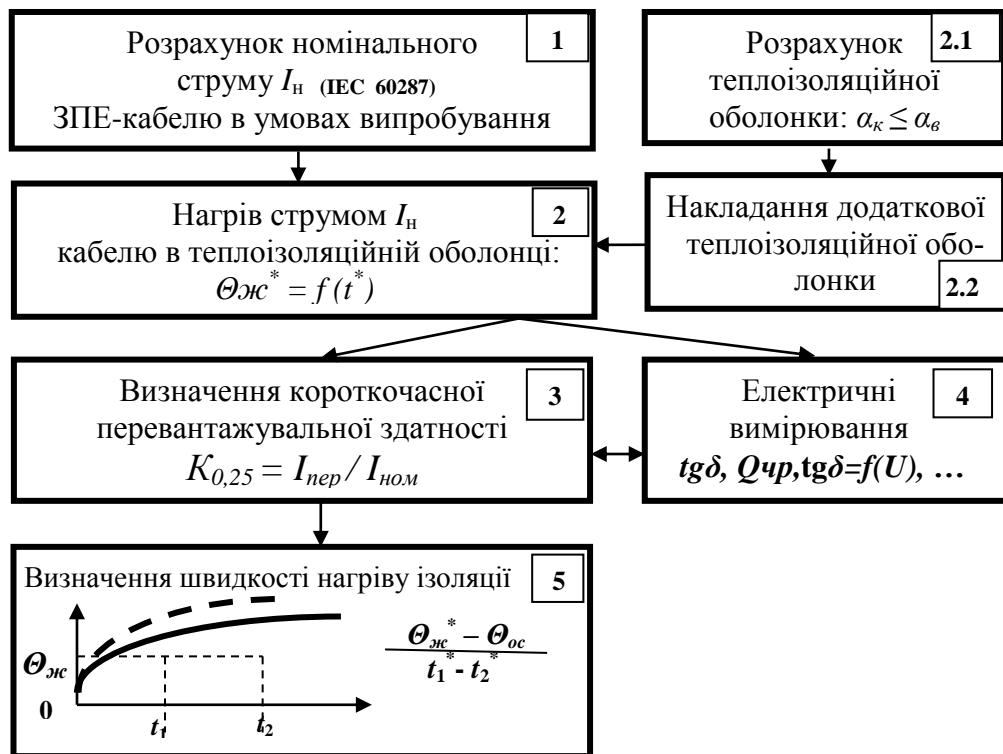 1
Розрахунок номінального
струму Iн (IEC 60287)
ЗПЕ-кабелю в умовах випробування
2.1
Розрахунок
теплоізоляційної
оболонки: αк ≤ αв
2
Нагрів струмом Iн
кабелю в теплоізоляційній оболонці:
Θж* = f (t*)
Накладання додаткової
теплоізоляційної обо-
лонки
2.2
3
Визначення короткочасної
перевантажувальної здатності
K0,25 = Iпер / Iном
4
Електричні
вимірювання
tgδ, Qчр,tgδ=f(U), …
5
Визначення швидкості нагріву ізоляції
Θж
0
t1
t2
Θж* – Θос
t1* - t2*